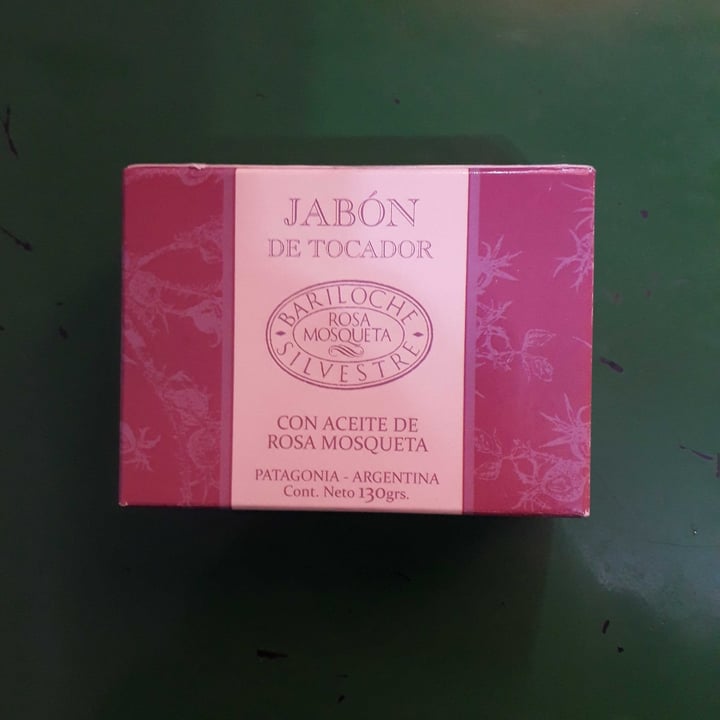 JABÓN
DE TOCADOR
BARILOCHE
ROSA
MOSQUETA
SILVESTRE
CON ACEITE DE
ROSA MOSQUETA
PATAGONIA - ARGENTINA
Cont. Neto 130grs.